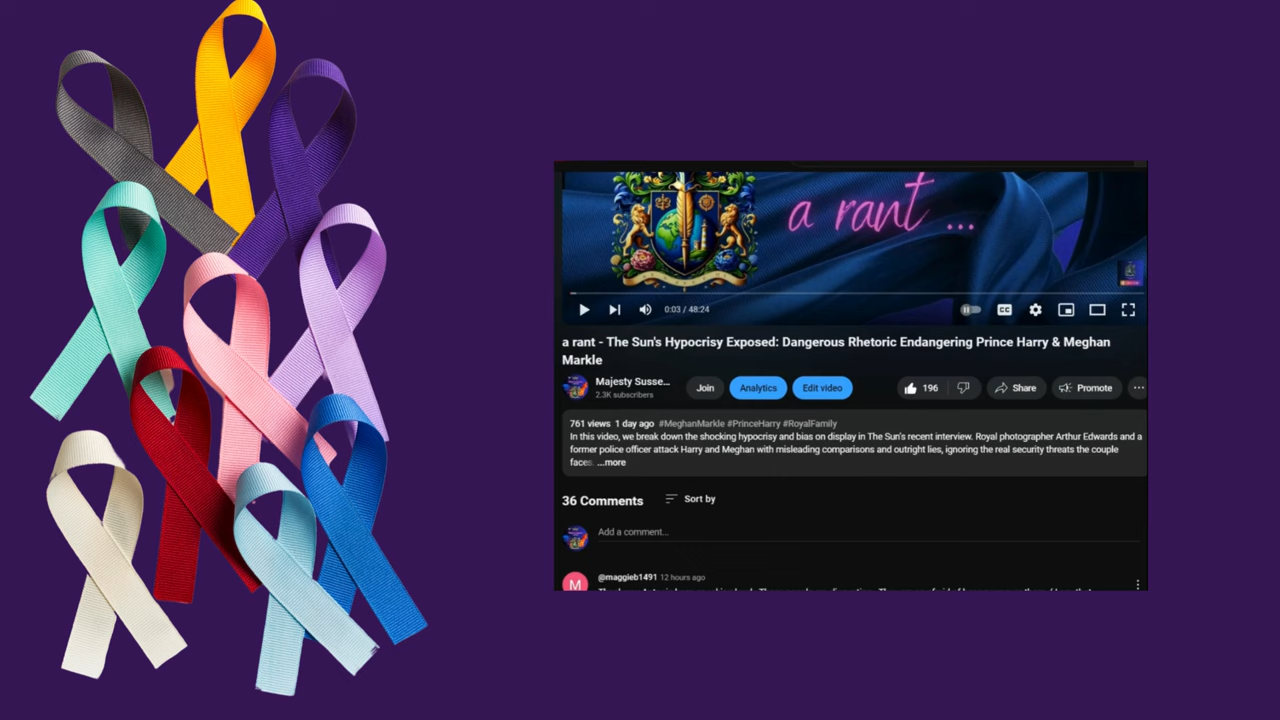 a rant ...
0:03 / 48:24
CC
a rant - The Sun's Hypocrisy Exposed: Dangerous Rhetoric Endangering Prince Harry & Meghan
Markle
Majesty Susse...
2.3K subscribers
Join
Analytics
Edit video
196
Share
Promote
761 views 1 day ago #MeghanMarkle #PrinceHarry #RoyalFamily
In this video, we break down the shocking hypocrisy and bias on display in The Sun's recent interview. Royal photographer Arthur Edwards and a
former police officer attack Harry and Meghan with misleading comparisons and outright lies, ignoring the real security threats the couple
faces. ...more
36 Comments
Sort by
Add a comment...
M
@maggieb1491 12 hours ago